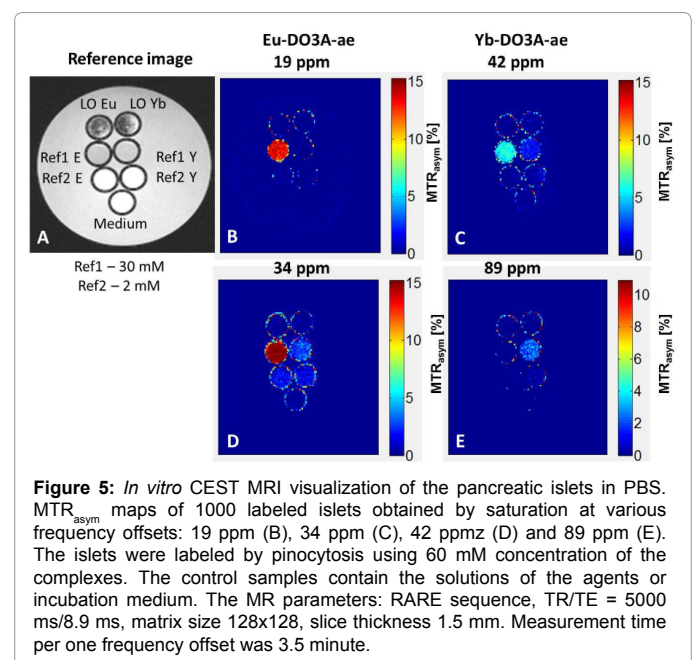 Reference image
Eu-DO3A-ae
19 ppm
Yb-DO3A-ae
42 ppm
LO Eu LO Yb
Ref1 E Ref1 Y
Ref2 E Ref2 Y
Medium
A
Ref1 – 30 mM
Ref2 – 2 mM
15
10
5
0
MTRasym [%]
B
15
10
5
0
MTRasym [%]
C
34 ppm
15
10
5
0
MTRasym [%]
D
89 ppm
10
8
6
4
2
0
MTRasym [%]
E
Figure 5: In vitro CEST MRI visualization of the pancreatic islets in PBS.
MTRasym maps of 1000 labeled islets obtained by saturation at various
frequency offsets: 19 ppm (B), 34 ppm (C), 42 ppmz (D) and 89 ppm (E).
The islets were labeled by pinocytosis using 60 mM concentration of the
complexes. The control samples contain the solutions of the agents or
incubation medium. The MR parameters: RARE sequence, TR/TE = 5000
ms/8.9 ms, matrix size 128x128, slice thickness 1.5 mm. Measurement time
per one frequency offset was 3.5 minute.